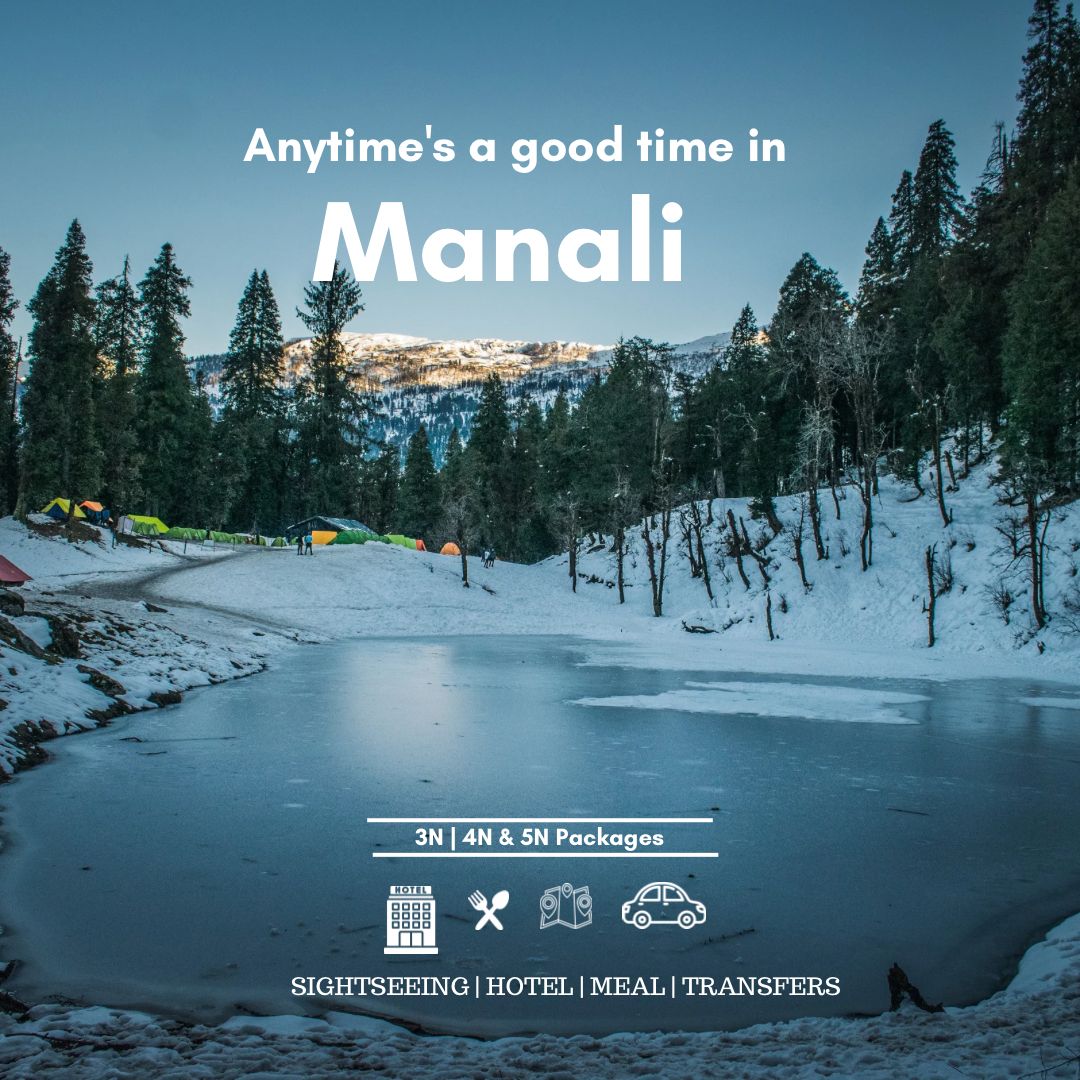 Anytime's a good time in
Manali
3N | 4N & 5N Packages
HOTEL
SIGHTSEEING | HOTEL | MEAL | TRANSFERS